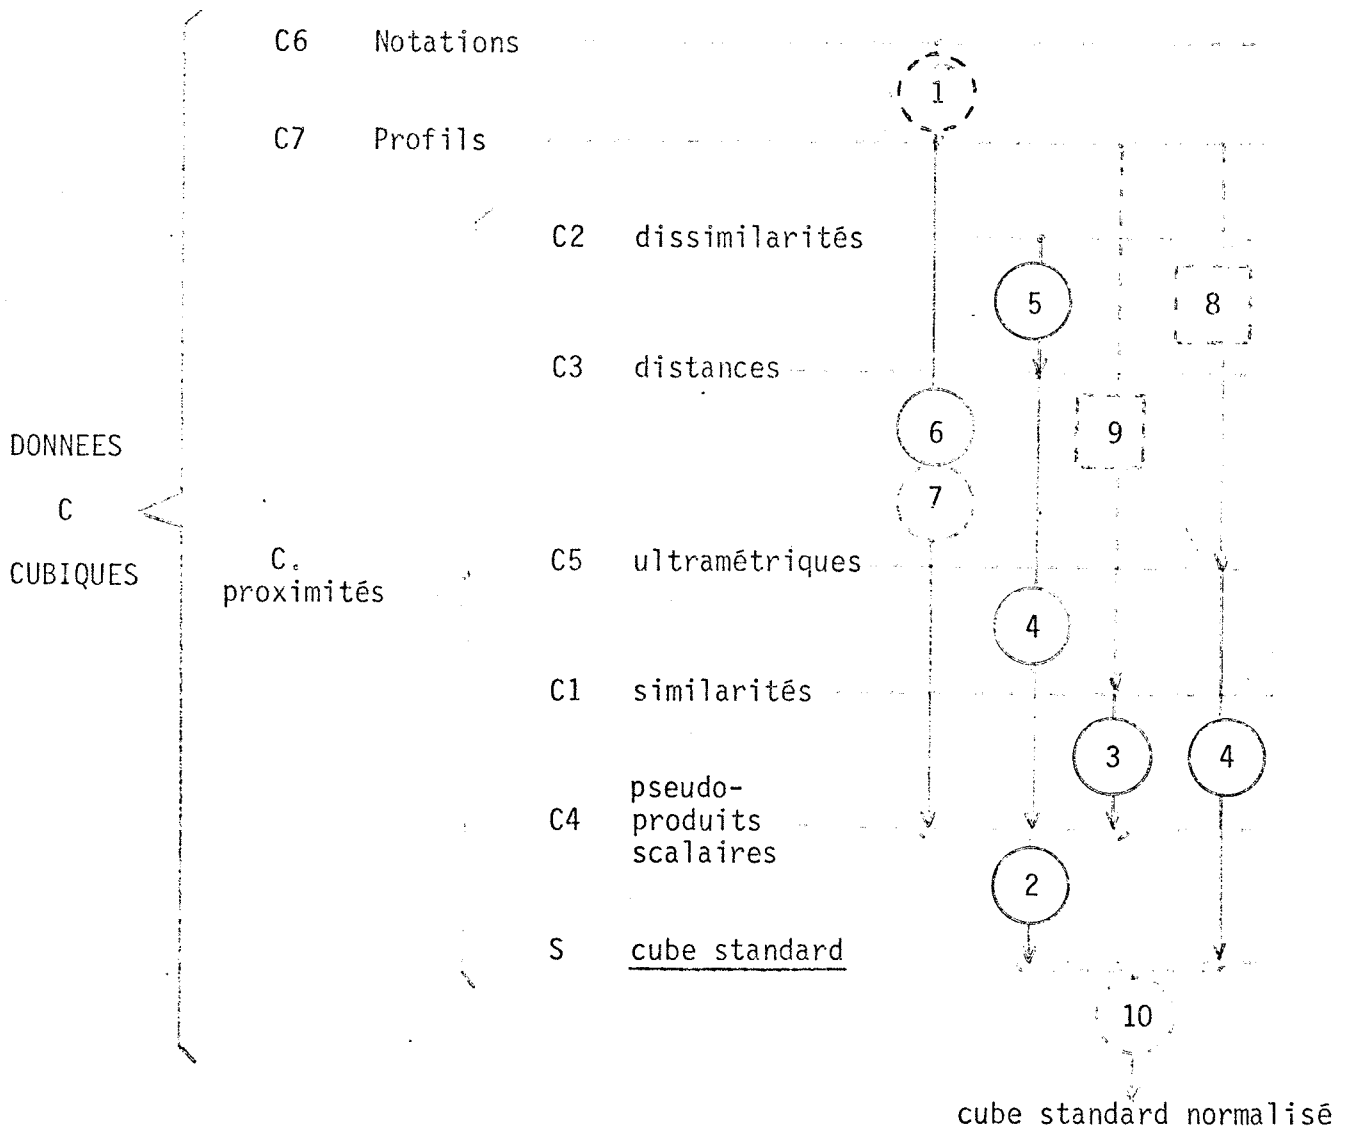 C6 Notations
1
C7 Profils
C2 dissimilarités
5
8
C3 distances
6
9
7
DONNEES
C
CUBIQUES
C.
proximités
C5 ultramétriques
4
C1 similarités
3
4
pseudo-
C4 produits
scalaires
2
S cube standard
10
cube standard normalisé